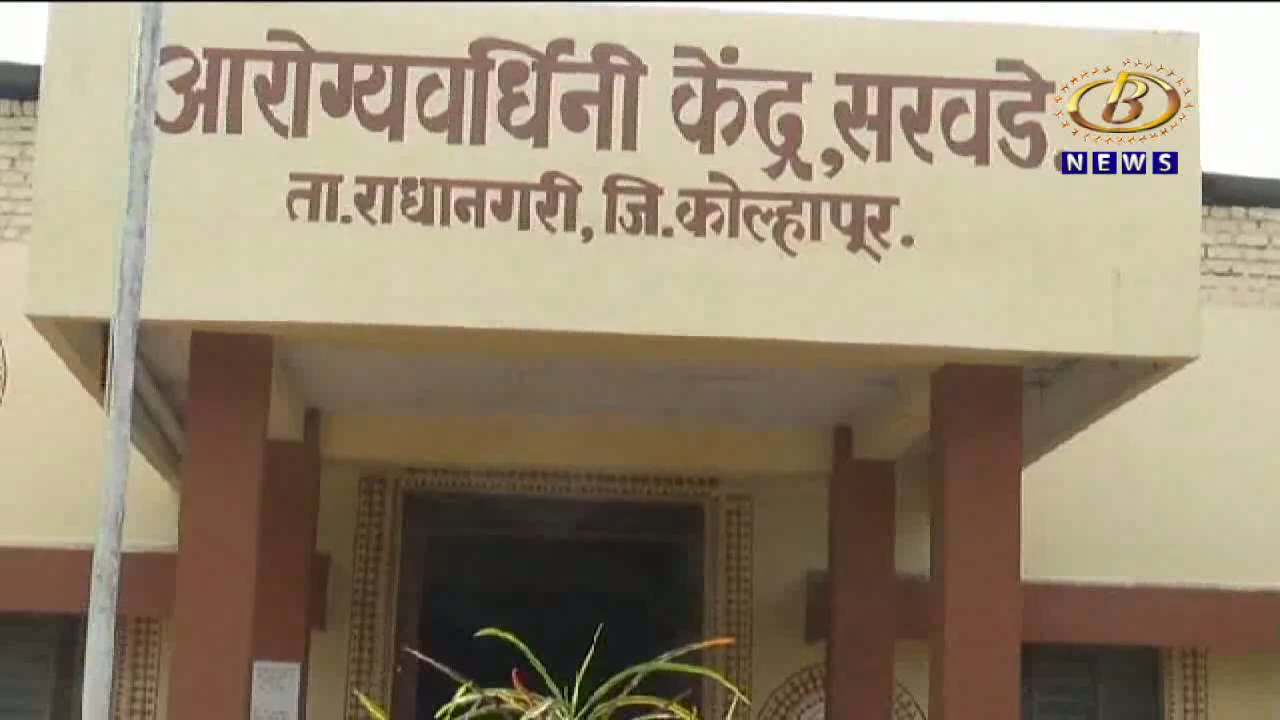 आरोग्यवर्धिनी केंद्र,सरवडे.
ता.राधानगरी,जि.कोल्हापूर.
B
NEWS